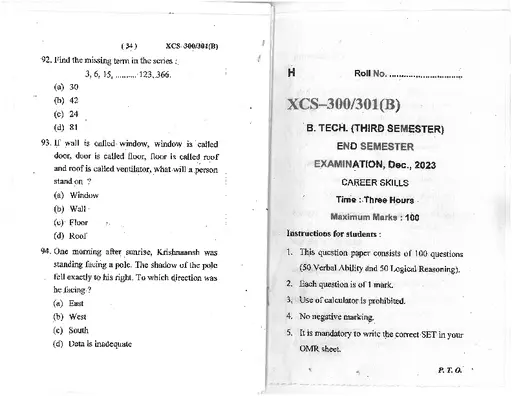 ( 34 ) XCS-300/301(B)
92. Find the missing term in the series :
3, 6, 15, .......... 123, 366.
(a) 30
(b) 42
(c) 24
(d) 81
93. If wall is called window, window is called
door, door is called floor, floor is called roof
and roof is called ventilator, what will a person
stand on ?
(a) Window
(b) Wall
(c) Floor
(d) Roof
94. One morning after sunrise, Krishnaansh was
standing facing a pole. The shadow of the pole
fell exactly to his right. To which direction was
he facing ?
(a) East
(b) West
(c) South
(d) Data is inadequate
H Roll No. ..............................
XCS–300/301(B)
B. TECH. (THIRD SEMESTER)
END SEMESTER
EXAMINATION, Dec., 2023
CAREER SKILLS
Time : Three Hours
Maximum Marks : 100
Instructions for students :
1. This question paper consists of 100 questions
(50 Verbal Ability and 50 Logical Reasoning).
2. Each question is of 1 mark.
3. Use of calculator is prohibited.
4. No negative marking.
5. It is mandatory to write the correct SET in your
OMR sheet.
P. T. O.